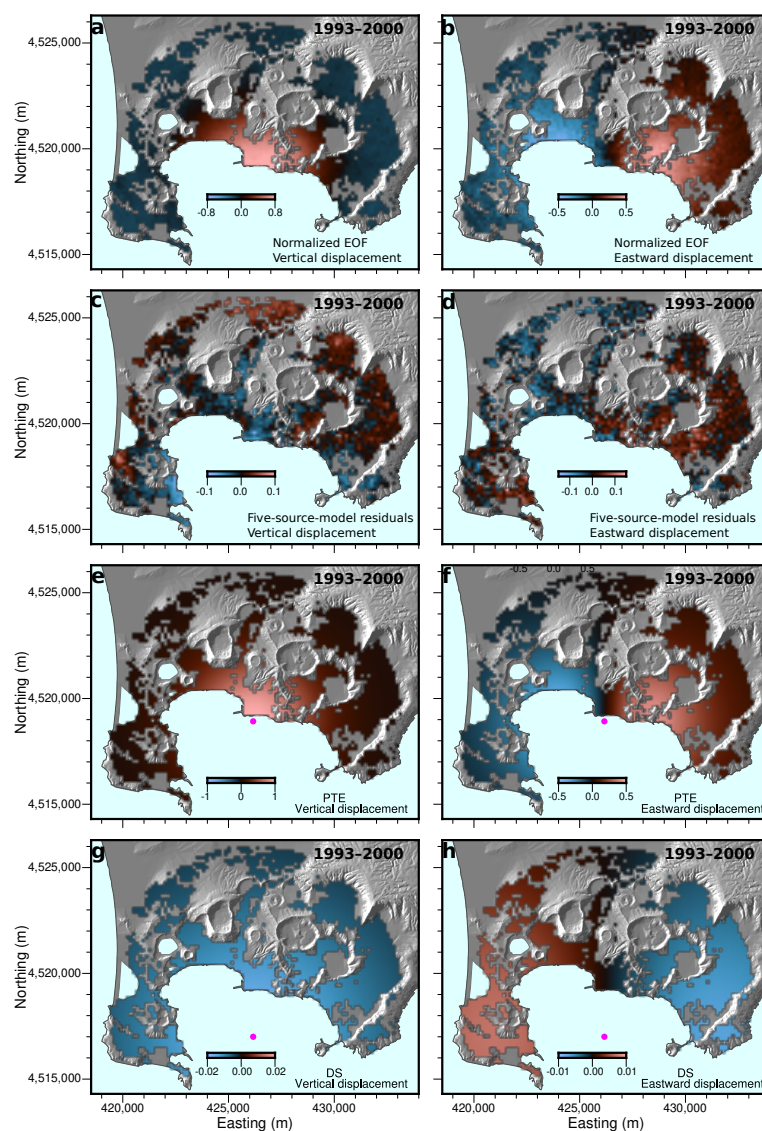 a 1993–2000
b 1993–2000
Northing (m)
4,525,000
4,520,000
4,515,000
-0.8 0.0 0.8
-0.5 0.0 0.5
Normalized EOF
Vertical displacement
Normalized EOF
Eastward displacement
c 1993–2000
d 1993–2000
Northing (m)
4,525,000
4,520,000
4,515,000
-0.1 0.0 0.1
-0.1 0.0 0.1
Five-source-model residuals
Vertical displacement
Five-source-model residuals
Eastward displacement
e 1993–2000
f 1993–2000
-0.5 0.0 0.5
Northing (m)
4,525,000
4,520,000
4,515,000
-1 0 1
-0.5 0.0 0.5
PTE
Vertical displacement
PTE
Eastward displacement
g 1993–2000
h 1993–2000
Northing (m)
4,525,000
4,520,000
4,515,000
-0.02 0.00 0.02
-0.01 0.00 0.01
DS
Vertical displacement
DS
Eastward displacement
420,000 425,000 430,000
420,000 425,000 430,000
Easting (m)
Easting (m)